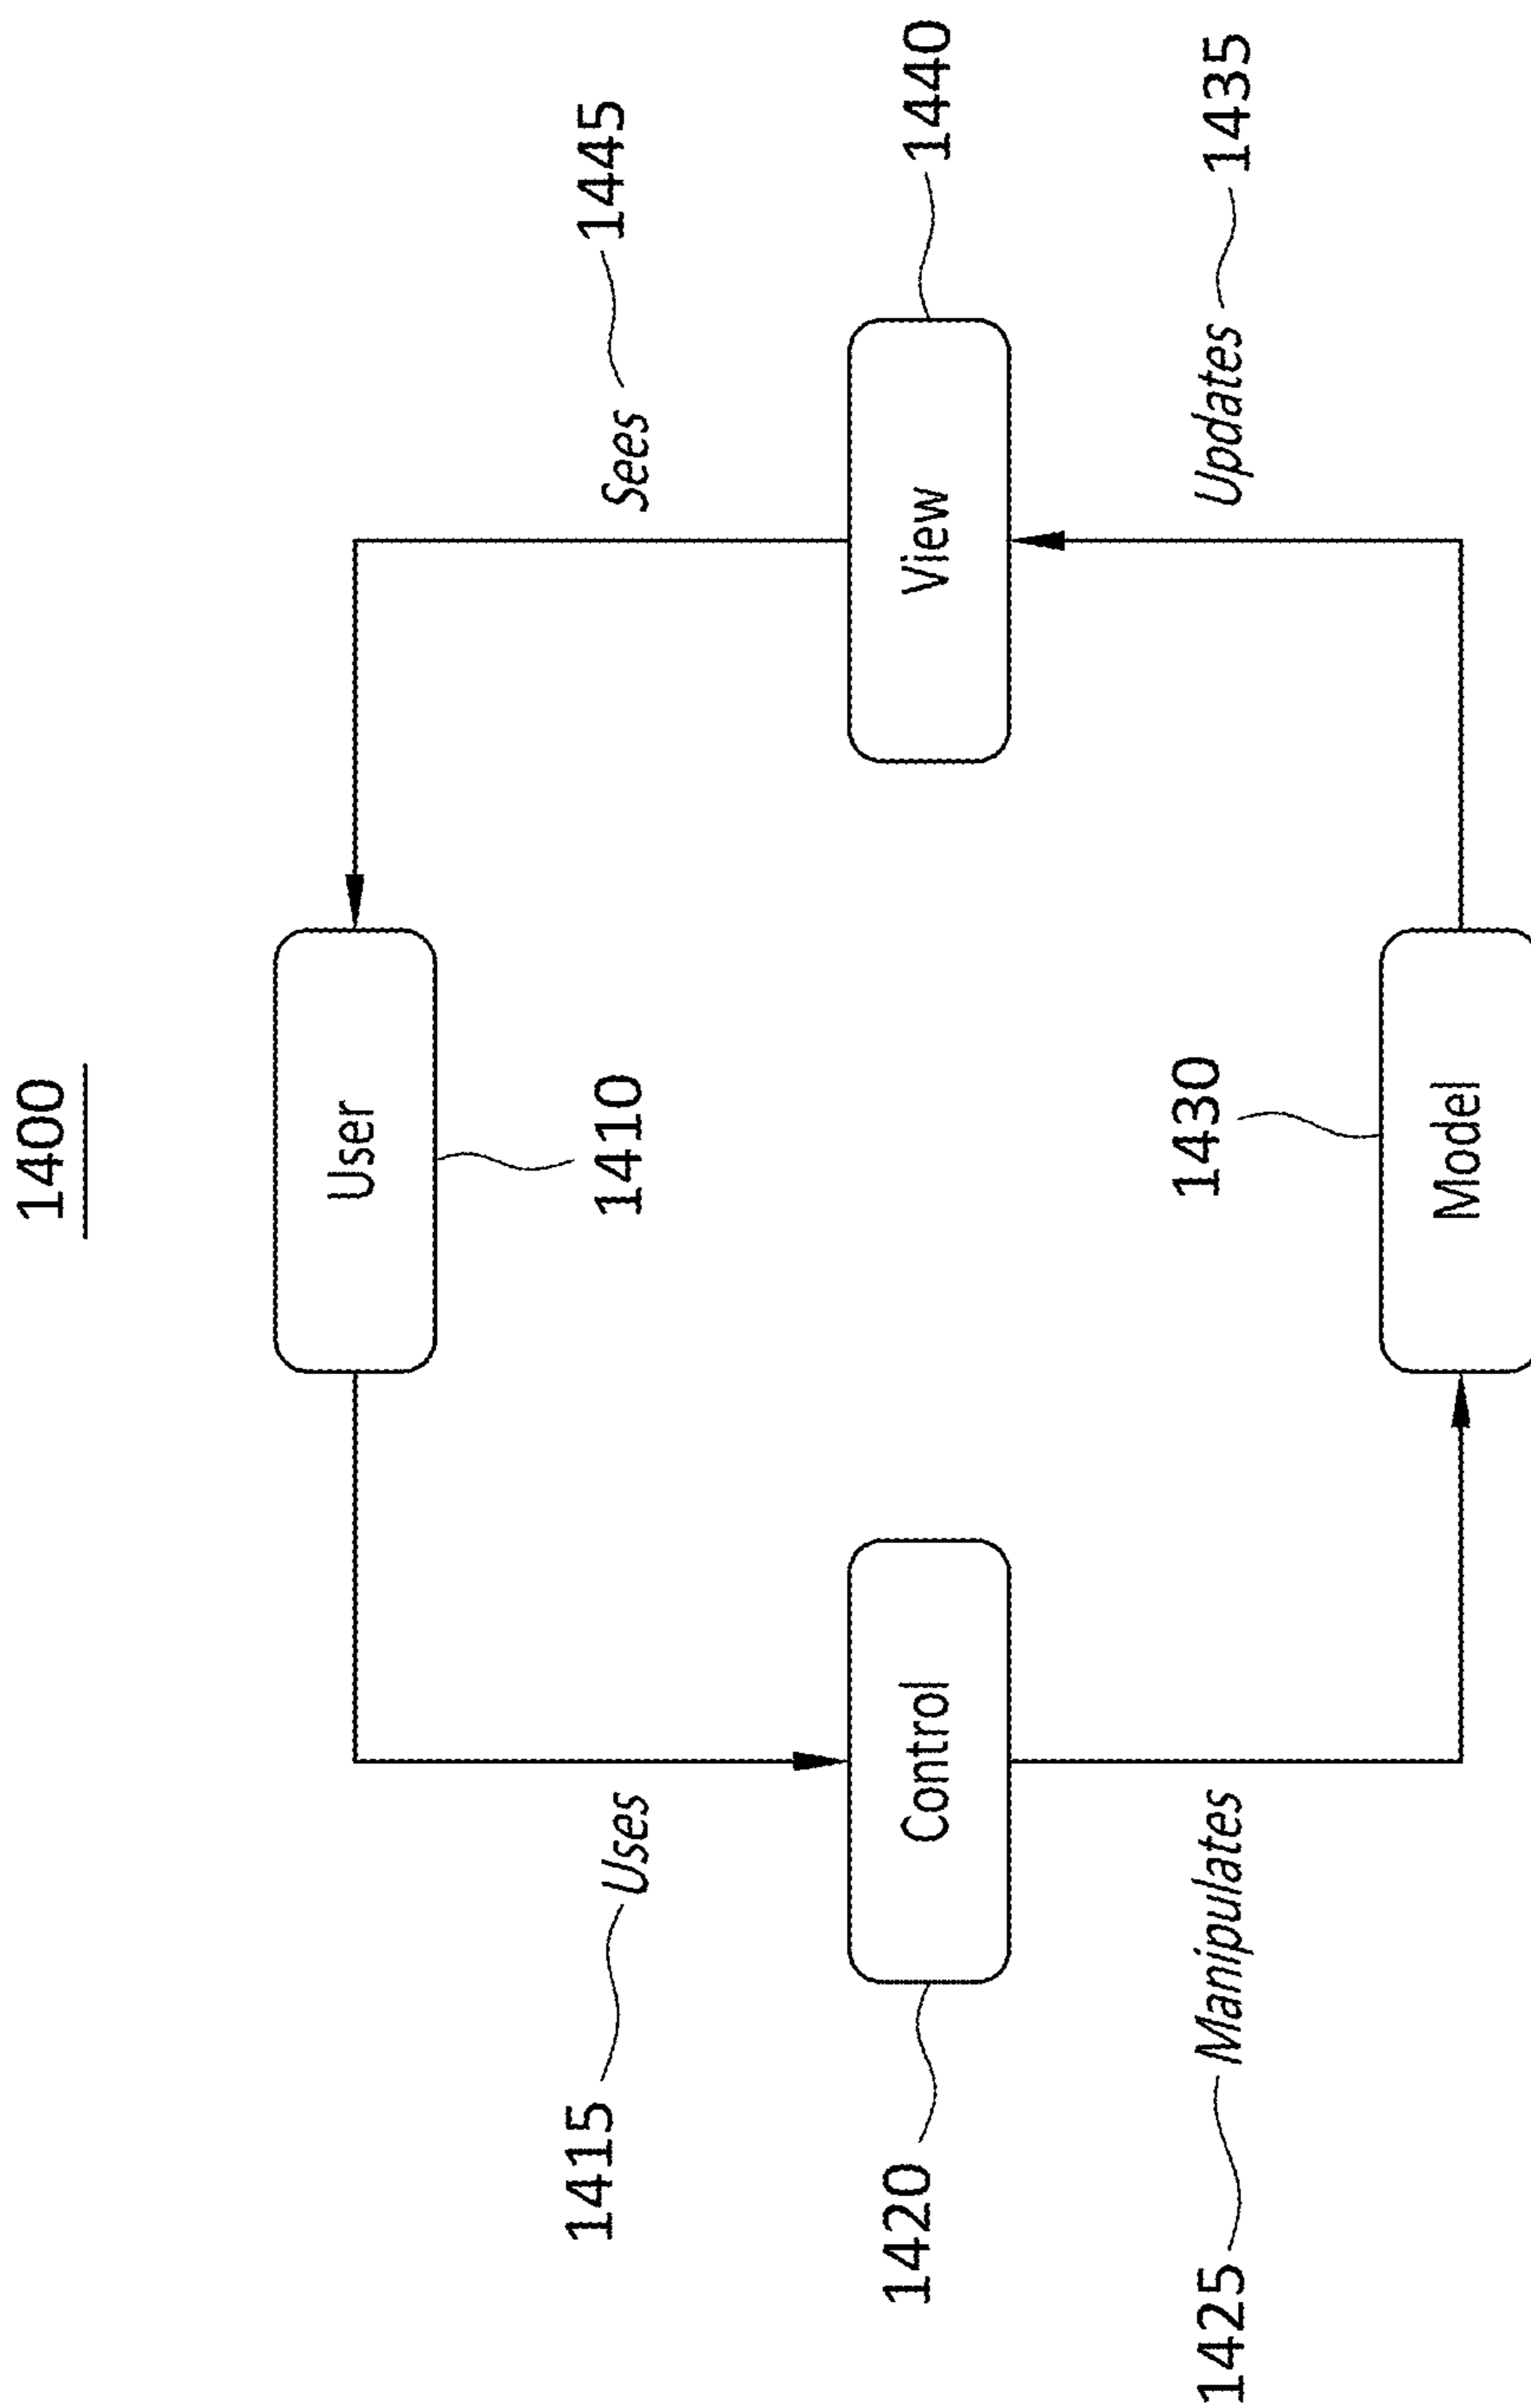 1400
User
1410
1415
Uses
Sees
1445
1420
Control
View
1440
1430
1425
Manipulates
Updates
1435
Model